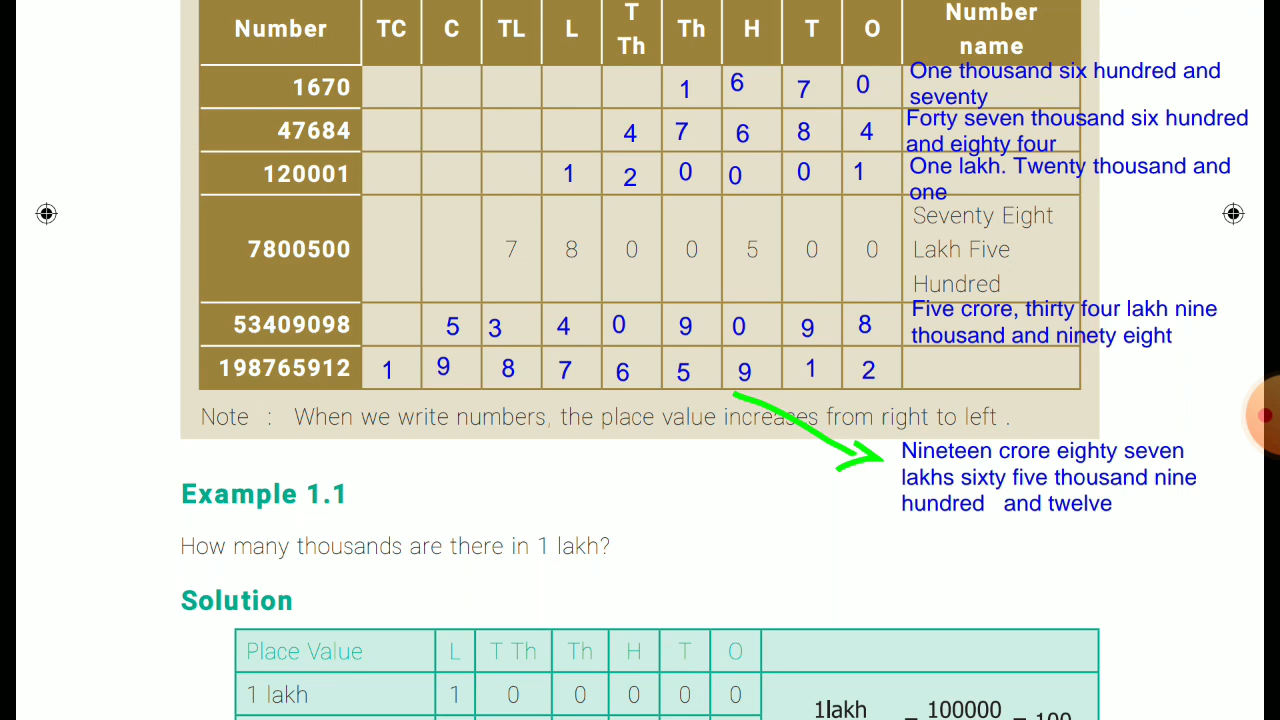 Number TC C TL L T Th Th H T O Number name
1670 1 6 7 0 One thousand six hundred and
seventy
47684 4 7 6 8 4 Forty seven thousand six hundred
and eighty four
120001 1 2 0 0 0 1 One lakh. Twenty thousand and
one
7800500 7 8 0 0 5 0 0 Seventy Eight
Lakh Five
Hundred
53409098 5 3 4 0 9 0 9 8 Five crore, thirty four lakh nine
thousand and ninety eight
198765912 1 9 8 7 6 5 9 1 2
Note : When we write numbers, the place value increases from right to left .
Nineteen crore eighty seven
lakhs sixty five thousand nine
hundred and twelve
Example 1.1
How many thousands are there in 1 lakh?
Solution
Place Value L T Th Th H T O
1 lakh 1 0 0 0 0 0
1lakh = 100000 = 100